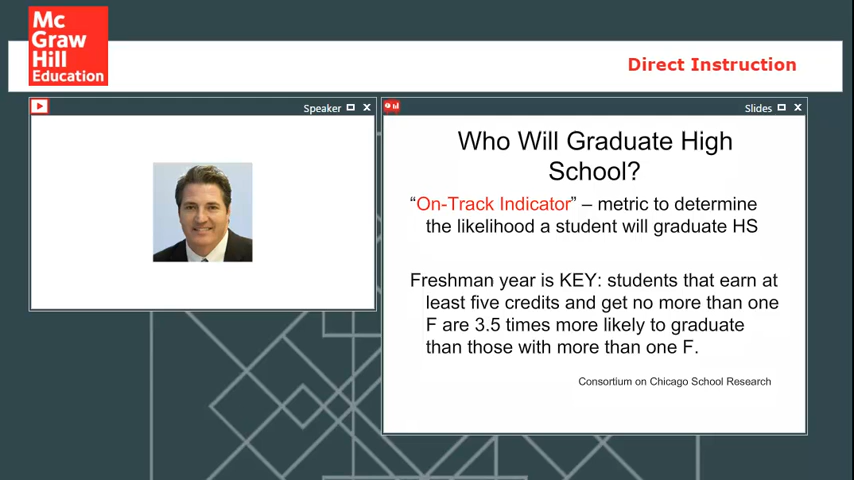 Mc
Graw
Hill
Education
Direct Instruction
Speaker
Slides
Who Will Graduate High
School?
“On-Track Indicator” – metric to determine
the likelihood a student will graduate HS
Freshman year is KEY: students that earn at
least five credits and get no more than one
F are 3.5 times more likely to graduate
than those with more than one F.
Consortium on Chicago School Research